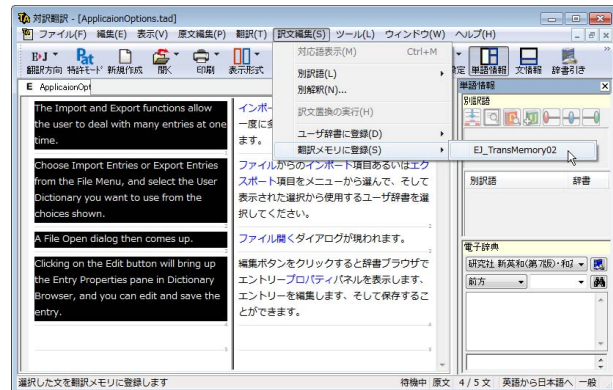 対訳翻訳 - [ApplicaionOptions.tad]
ファイル(F) 編集(E) 表示(V) 原文編集(P) 翻訳(T) 訳文編集(S) ツール(L) ウィンドウ(W) ヘルプ(H)
E▸J Pat
翻訳方向 特許モード 新規作成 開く 印刷 表示形式 定 単語情報 文情報 辞書引き
E ApplicaionOpt
The Import and Export functions allow
the user to deal with many entries at one
time.
Choose Import Entries or Export Entries
from the File Menu, and select the User
Dictionary you want to use from the
choices shown.
A File Open dialog then comes up.
Clicking on the Edit button will bring up
the Entry Properties pane in Dictionary
Browser, and you can edit and save the
entry.
インポー
一度に多
ます。
ファイルからのインポート項目あるいはエク
スポート項目をメニューから選んで、そして
表示された選択から使用するユーザ辞書を選
択してください。
ファイル開くダイアログが現われます。
編集ボタンをクリックすると辞書ブラウザで
エントリープロパティパネルを表示します、
エントリーを編集します、そして保存するこ
とができます。
対応語表示(M) Ctrl+M
別訳語(L)
別解釈(N)...
訳文置換の実行(H)
ユーザ辞書に登録(D)
翻訳メモリに登録(S)
EJ_TransMemory02
単語情報
別訳語
別訳語 辞書
電子辞典
研究社 新英和(第7版)・和
前方
選択した文を翻訳メモリに登録します 待機中 原文 4 / 5 文 英語から日本語へ 一般